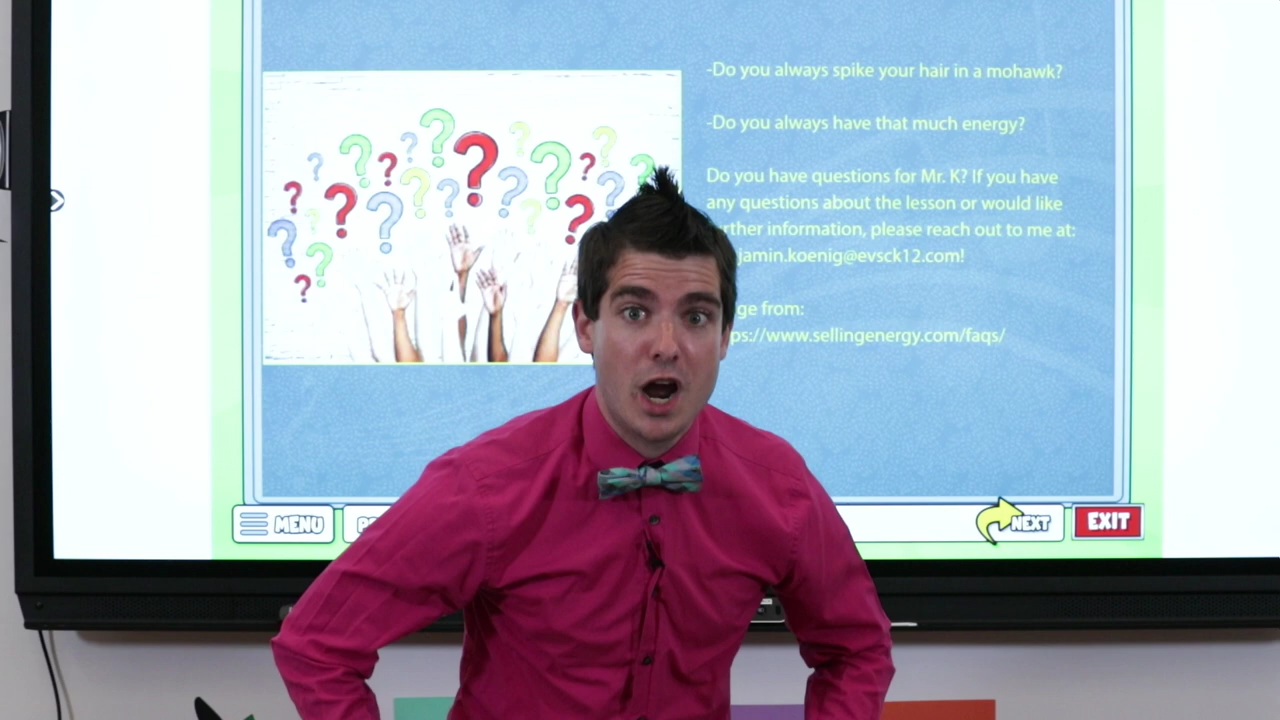 -Do you always spike your hair in a mohawk?
-Do you always have that much energy?
Do you have questions for Mr. K? If you have
any questions about the lesson or would like
information, please reach out to me at:
jamin.koenig@evsck12.com!
from:
://www.sellingenergy.com/faqs/
MENU
NEXT
EXIT